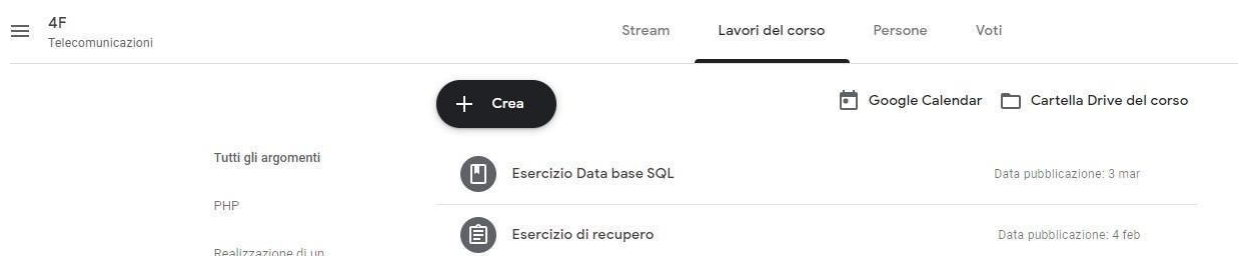 4F
Telecomunicazioni
Stream Lavori del corso Persone Voti
Crea
Google Calendar Cartella Drive del corso
Tutti gli argomenti
Esercizio Data base SQL Data pubblicazione: 3 mar
PHP
Esercizio di recupero Data pubblicazione: 4 feb
Realizzazione di un